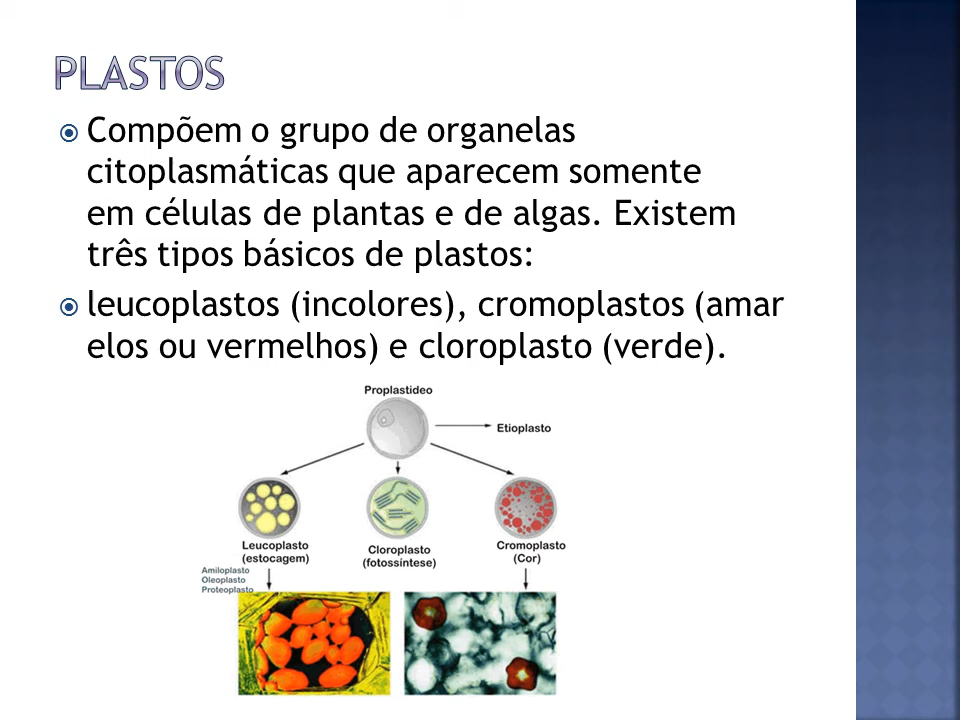 PLASTOS
Compõem o grupo de organelas
citoplasmáticas que aparecem somente
em células de plantas e de algas. Existem
três tipos básicos de plastos:
leucoplastos (incolores), cromoplastos (amar
elos ou vermelhos) e cloroplasto (verde).
Proplastideo
Etioplasto
Leucoplasto
(estocagem)
Cloroplasto
(fotossíntese)
Cromoplasto
(Cor)
Amiloplasto
Oleoplasto
Proteoplasto